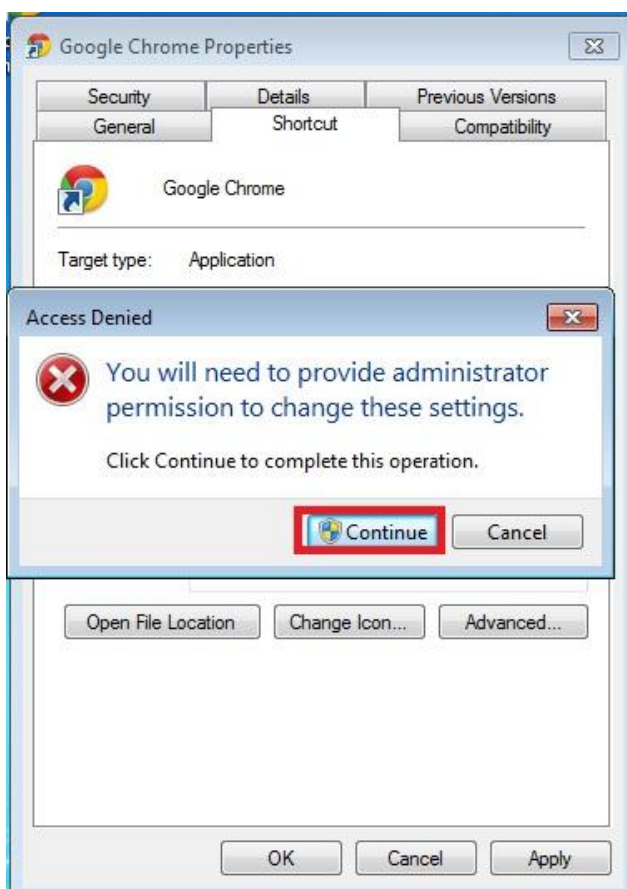 Google Chrome Properties
Security Details Previous Versions
General Shortcut Compatibility
Google Chrome
Target type: Application
Access Denied
You will need to provide administrator
permission to change these settings.
Click Continue to complete this operation.
Continue Cancel
Open File Location Change Icon... Advanced...
OK Cancel Apply